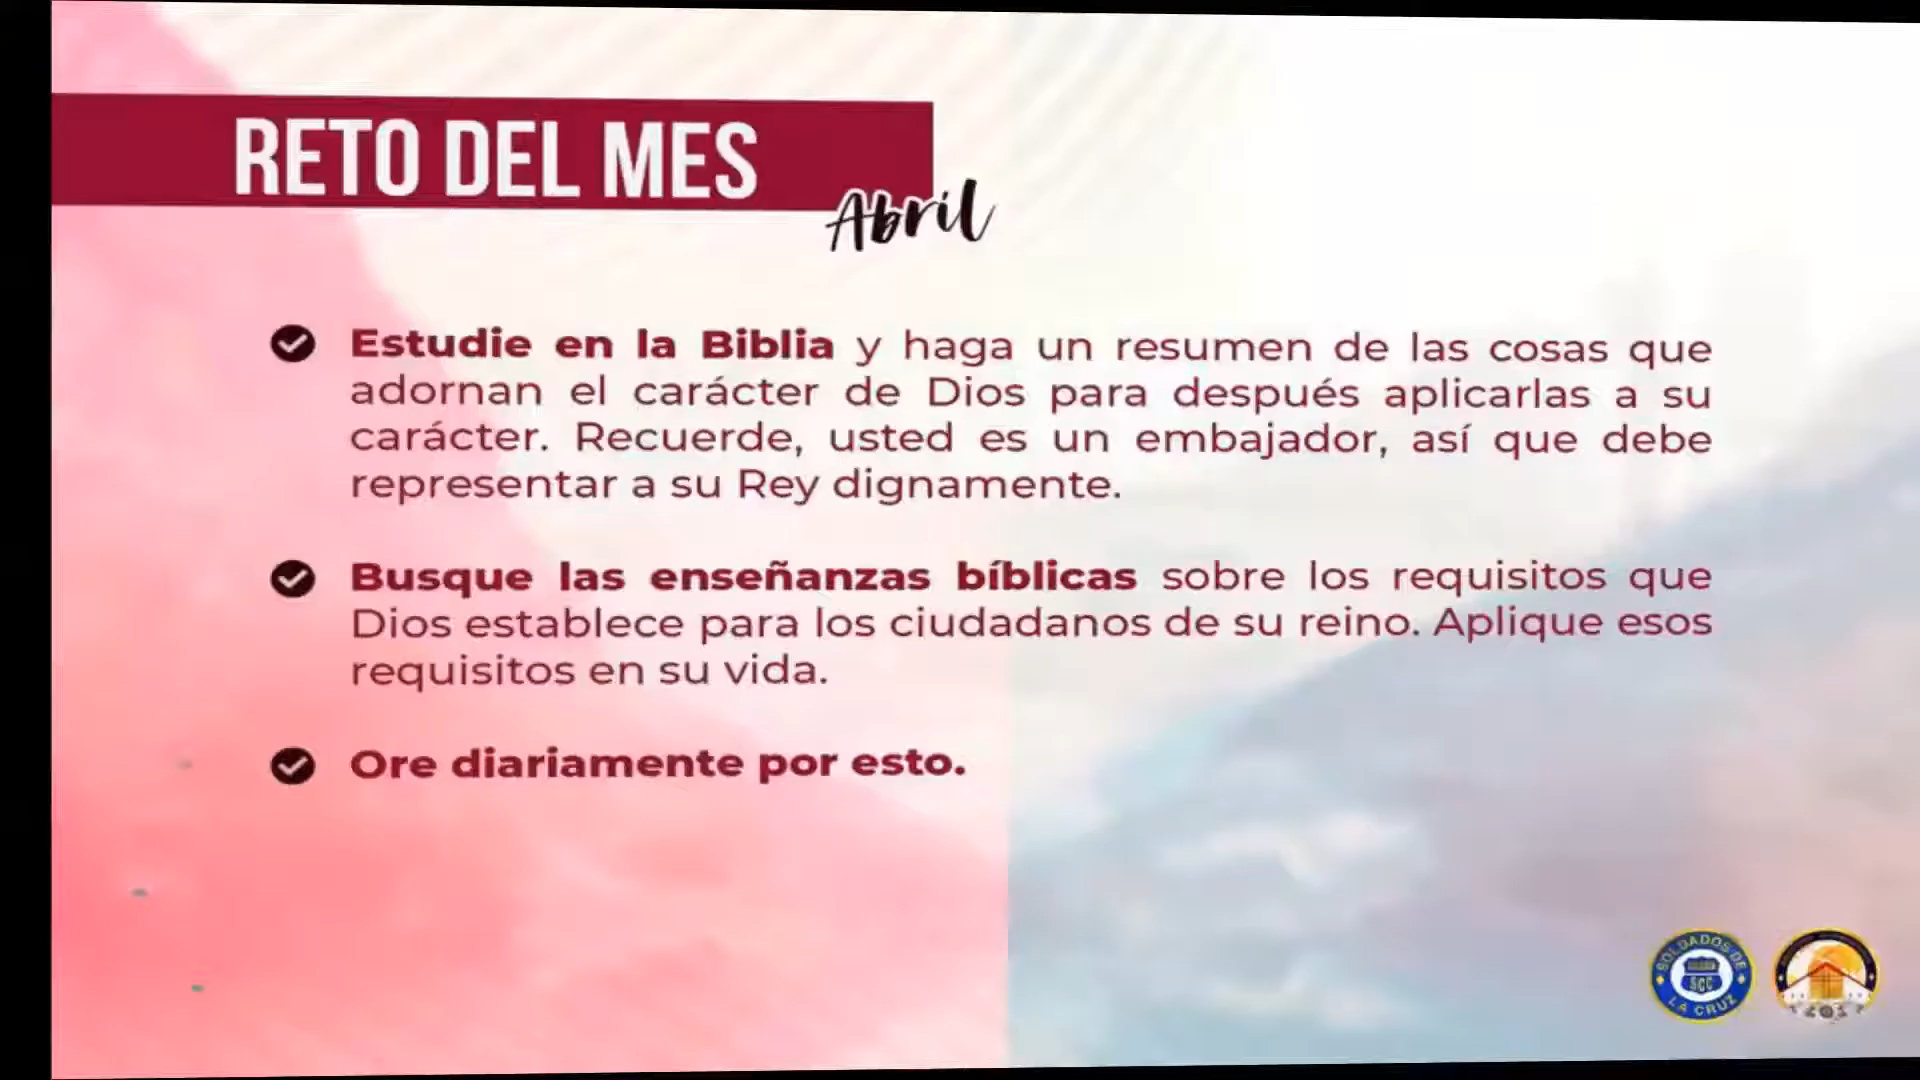 RETO DEL MES
Abril
Estudie en la Biblia y haga un resumen de las cosas que
adornan el carácter de Dios para después aplicarlas a su
carácter. Recuerde, usted es un embajador, así que debe
representar a su Rey dignamente.
Busque las enseñanzas bíblicas sobre los requisitos que
Dios establece para los ciudadanos de su reino. Aplique esos
requisitos en su vida.
Ore diariamente por esto.
SOLDADOS DE
SCC
LA CRUZ